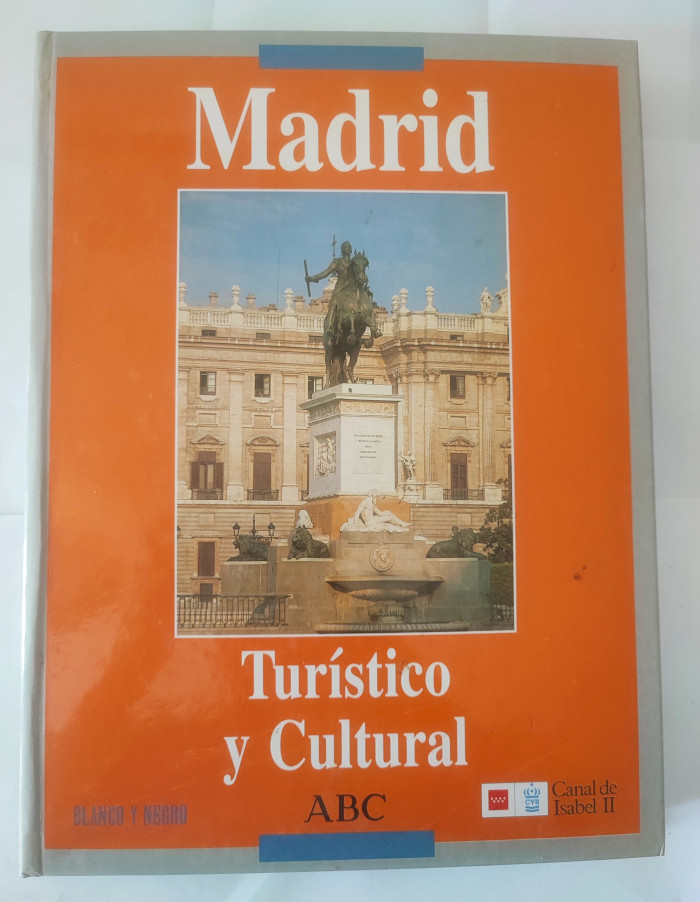 Madrid
Turístico
y Cultural
BLANCO Y NEGRO
ABC
CYII
Canal de
Isabel II